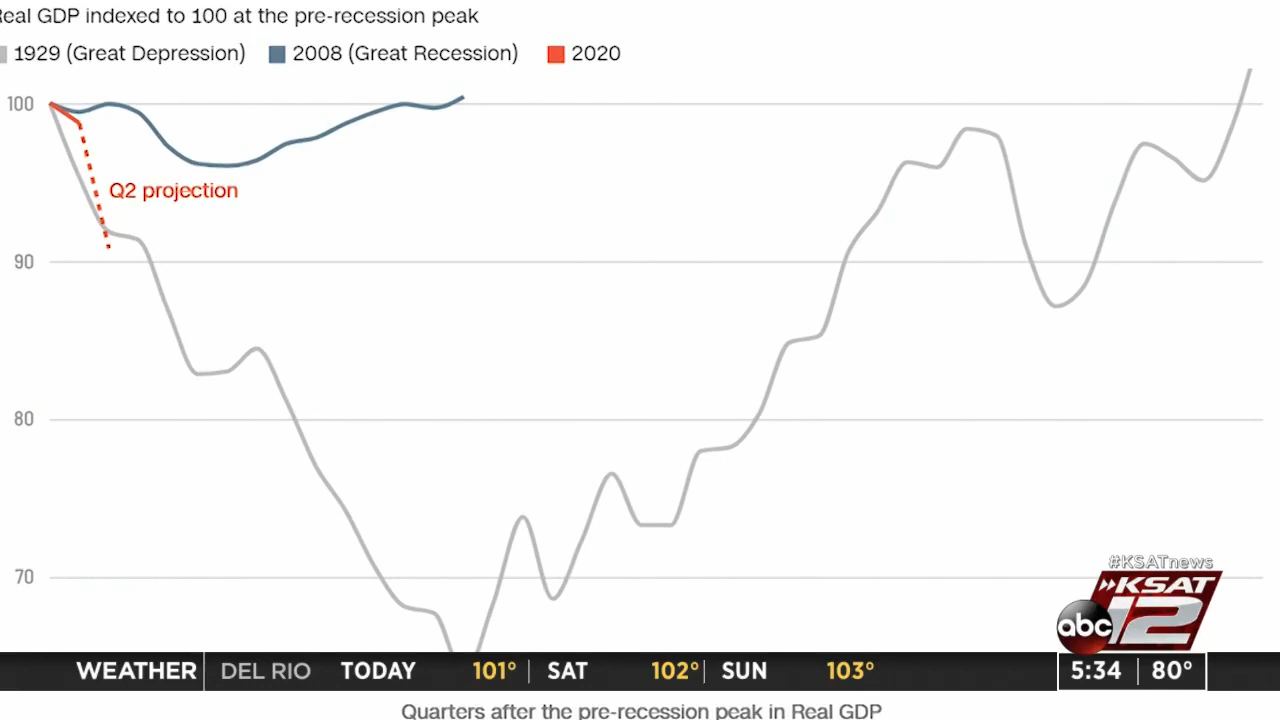 Real GDP indexed to 100 at the pre-recession peak
1929 (Great Depression) 2008 (Great Recession) 2020
100
Q2 projection
90
80
70
#KSATnews
KSAT
abc 12
WEATHER DEL RIO TODAY 101° SAT 102° SUN 103° 5:34 80°
Quarters after the pre-recession peak in Real GDP